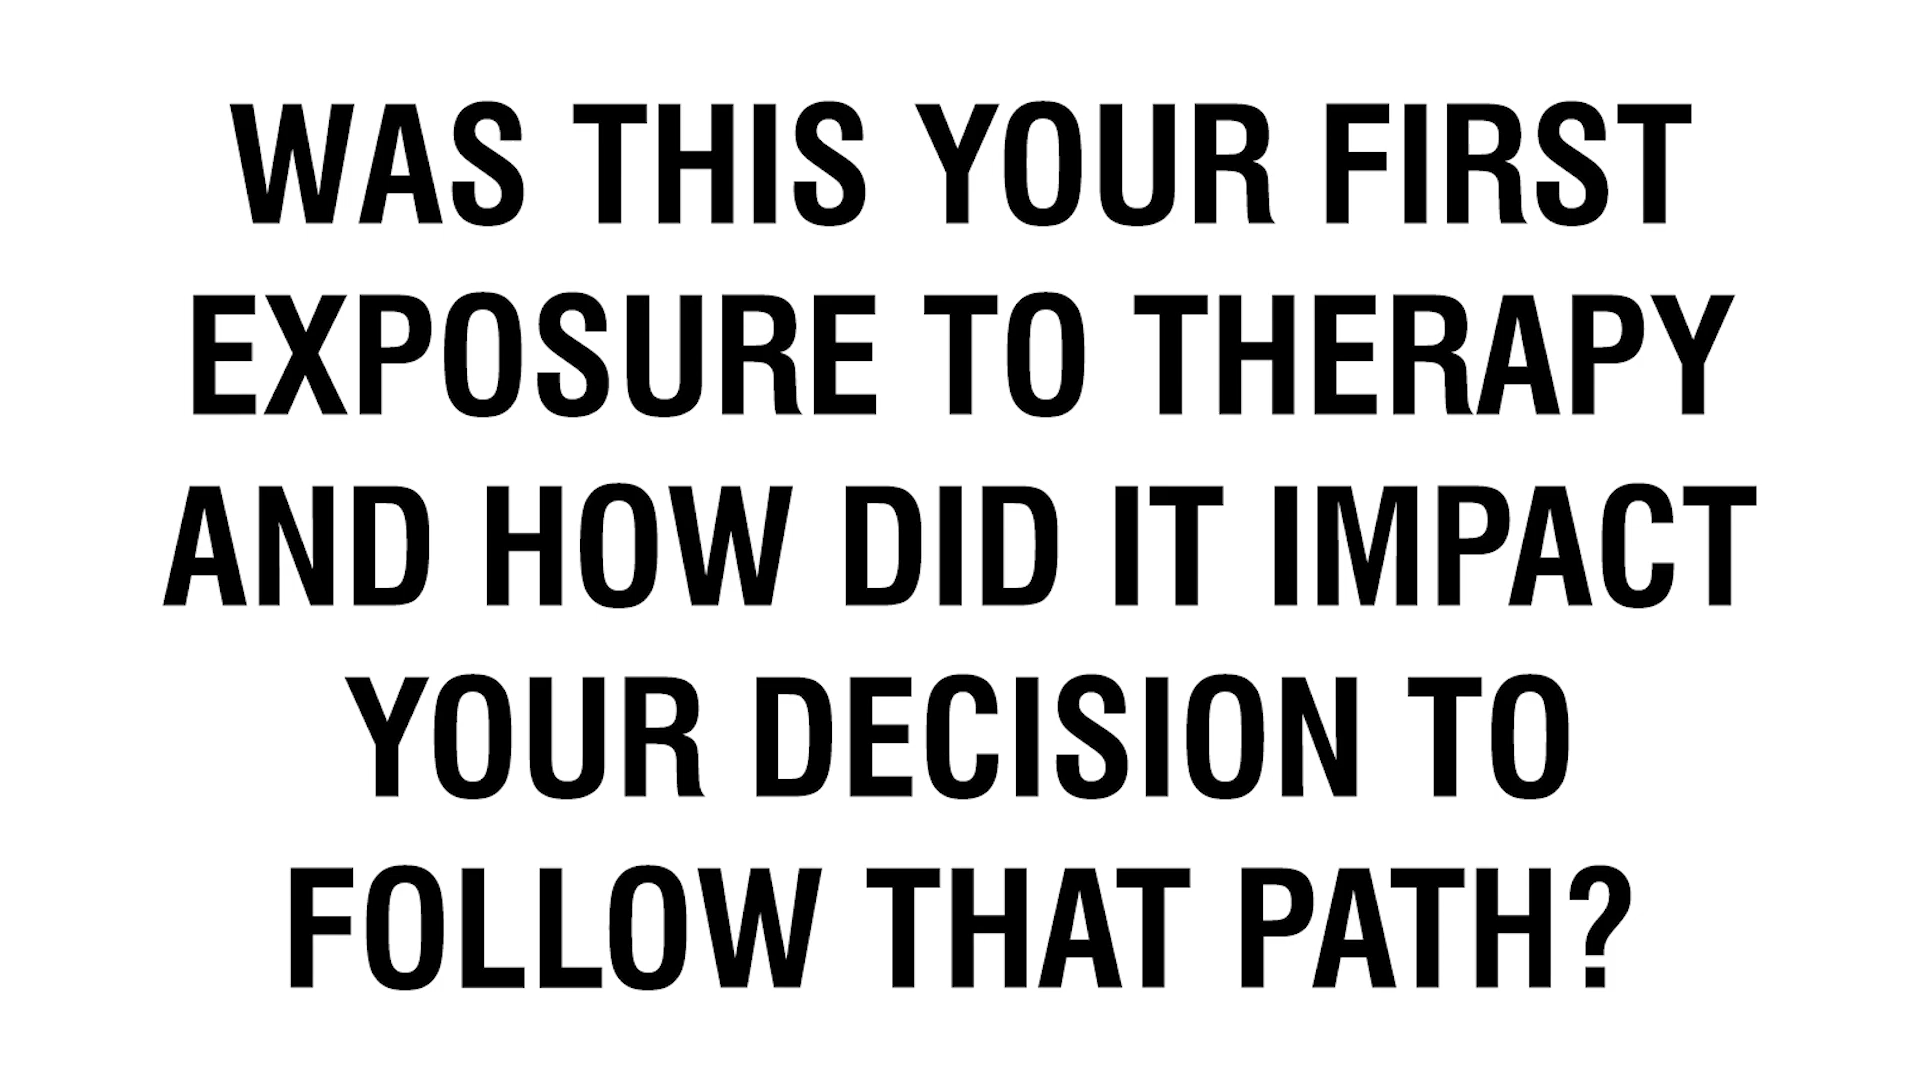 WAS THIS YOUR FIRST
EXPOSURE TO THERAPY
AND HOW DID IT IMPACT
YOUR DECISION TO
FOLLOW THAT PATH?